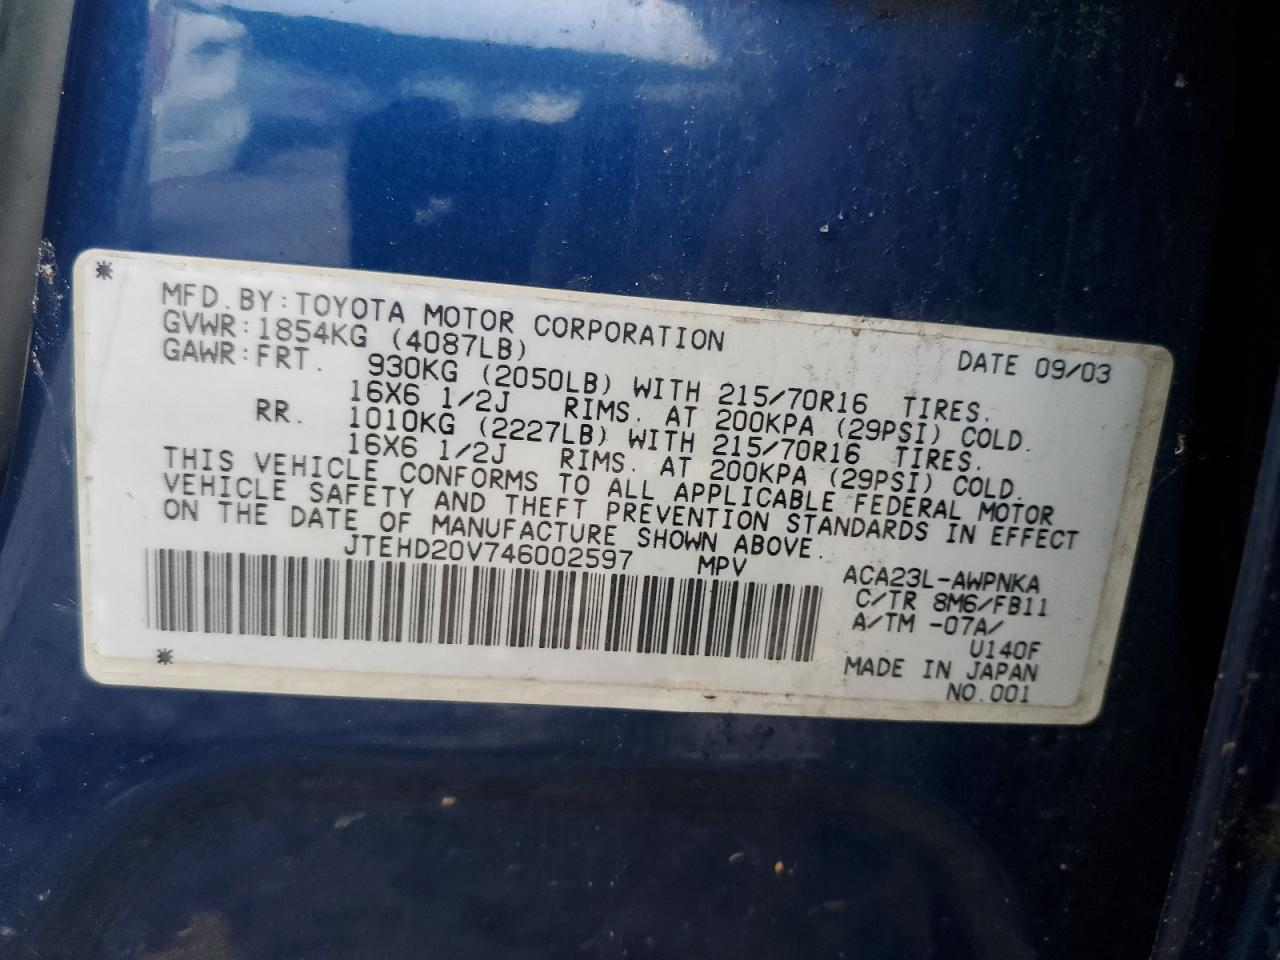 MFD.BY:TOYOTA MOTOR CORPORATION DATE 09/03
GVWR:1854KG (4087LB)
GAWR:FRT. 930KG (2050LB) WITH 215/70R16 TIRES.
16X6 1/2J RIMS. AT 200KPA (29PSI) COLD.
RR. 1010KG (2227LB) WITH 215/70R16 TIRES.
16X6 1/2J RIMS. AT 200KPA (29PSI) COLD.
THIS VEHICLE CONFORMS TO ALL APPLICABLE FEDERAL MOTOR
VEHICLE SAFETY AND THEFT PREVENTION STANDARDS IN EFFECT
ON THE DATE OF MANUFACTURE SHOWN ABOVE.
JTEHD20V746002597 MPV
ACA23L-AWPNKA
C/TR 8M6/FB11
A/TM -07A/
U140F
MADE IN JAPAN
NO.001